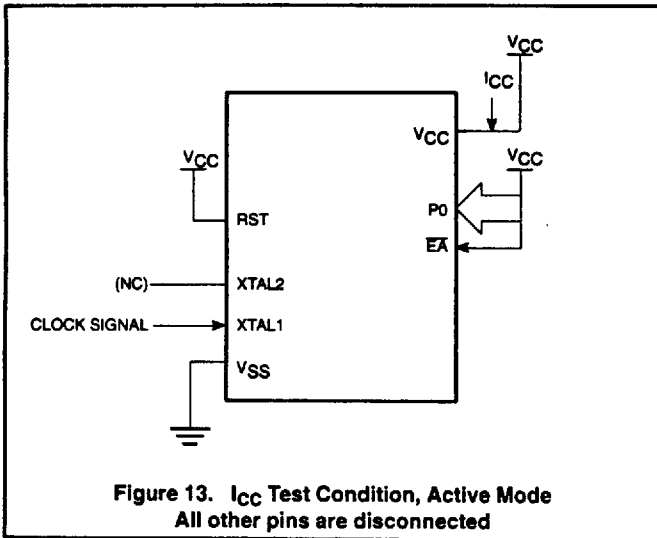 VCC
ICC
VCC
VCC
VCC
RST
P0
EA
(NC)
XTAL2
CLOCK SIGNAL
XTAL1
VSS
Figure 13. ICC Test Condition, Active Mode
All other pins are disconnected